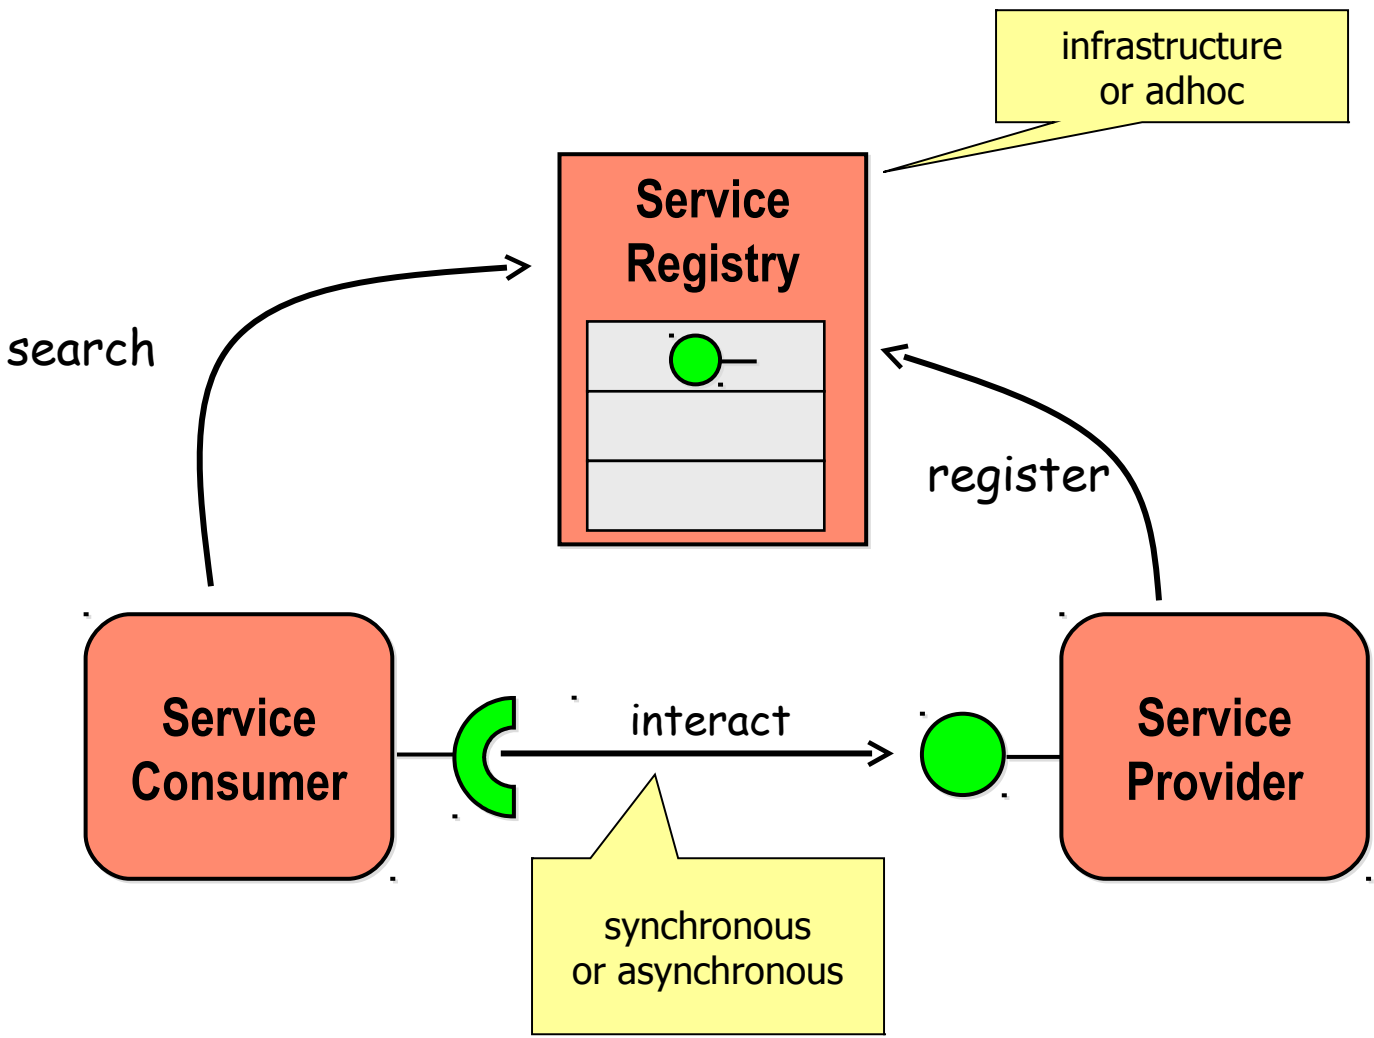 infrastructure
or adhoc
Service
Registry
search
register
Service
Consumer
interact
Service
Provider
synchronous
or asynchronous